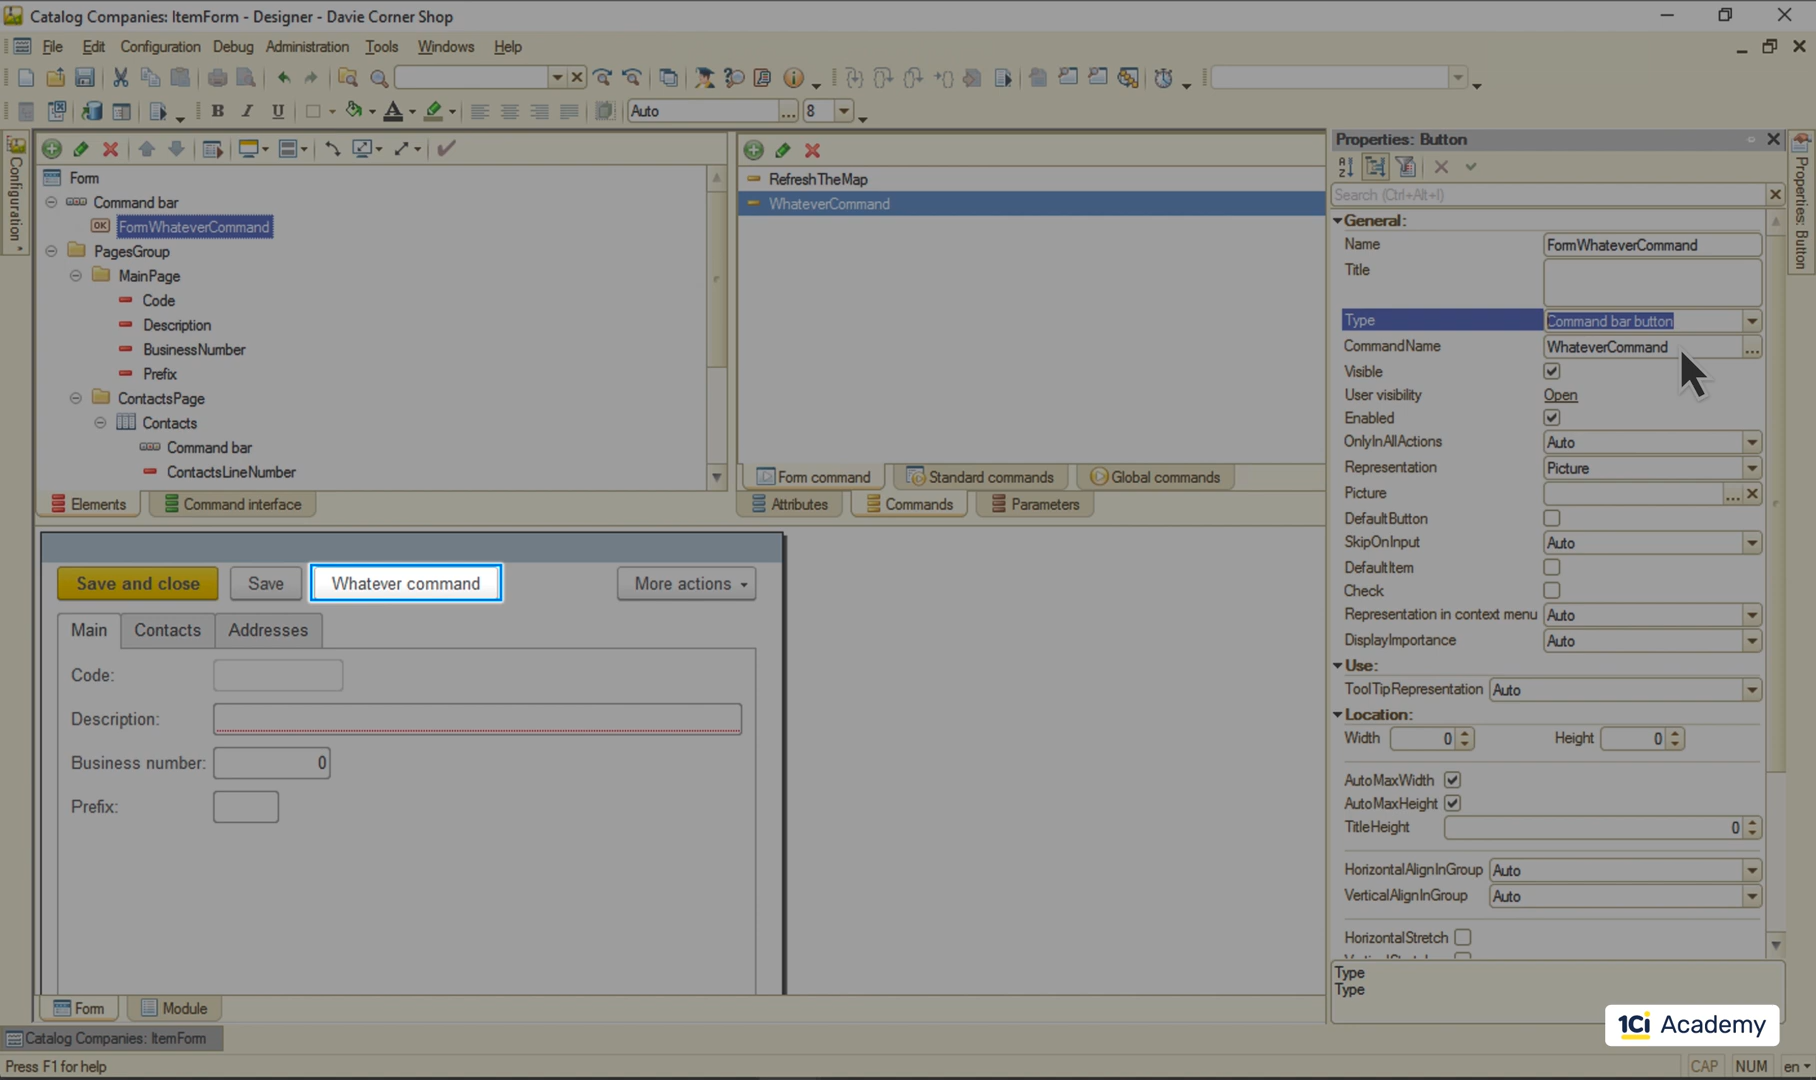 Catalog Companies: ItemForm - Designer - Davie Corner Shop
File Edit Configuration Debug Administration Tools Windows Help
B I U A Auto ... 8
Configuration
Form
Command bar
OK FormWhateverCommand
PagesGroup
MainPage
Code
Description
BusinessNumber
Prefix
ContactsPage
Contacts
Command bar
ContactsLineNumber
Elements Command interface
RefreshTheMap
WhateverCommand
Form command Standard commands Global commands
Attributes Commands Parameters
Save and close Save Whatever command More actions
Main Contacts Addresses
Code:
Description:
Business number: 0
Prefix:
Form Module
Properties: Button
Search (Ctrl+Alt+I)
General:
Name FormWhateverCommand
Title
Type Command bar button
CommandName WhateverCommand ...
Visible
User visibility Open
Enabled
OnlyInAllActions Auto
Representation Picture
Picture ...
DefaultButton
SkipOnInput Auto
DefaultItem
Check
Representation in context menu Auto
DisplayImportance Auto
Use:
ToolTipRepresentation Auto
Location:
Width 0 Height 0
AutoMaxWidth
AutoMaxHeight
TitleHeight 0
HorizontalAlignInGroup Auto
VerticalAlignInGroup Auto
HorizontalStretch
Type
Type
Properties: Button
1Ci Academy
Catalog Companies: ItemForm
Press F1 for help CAP NUM en